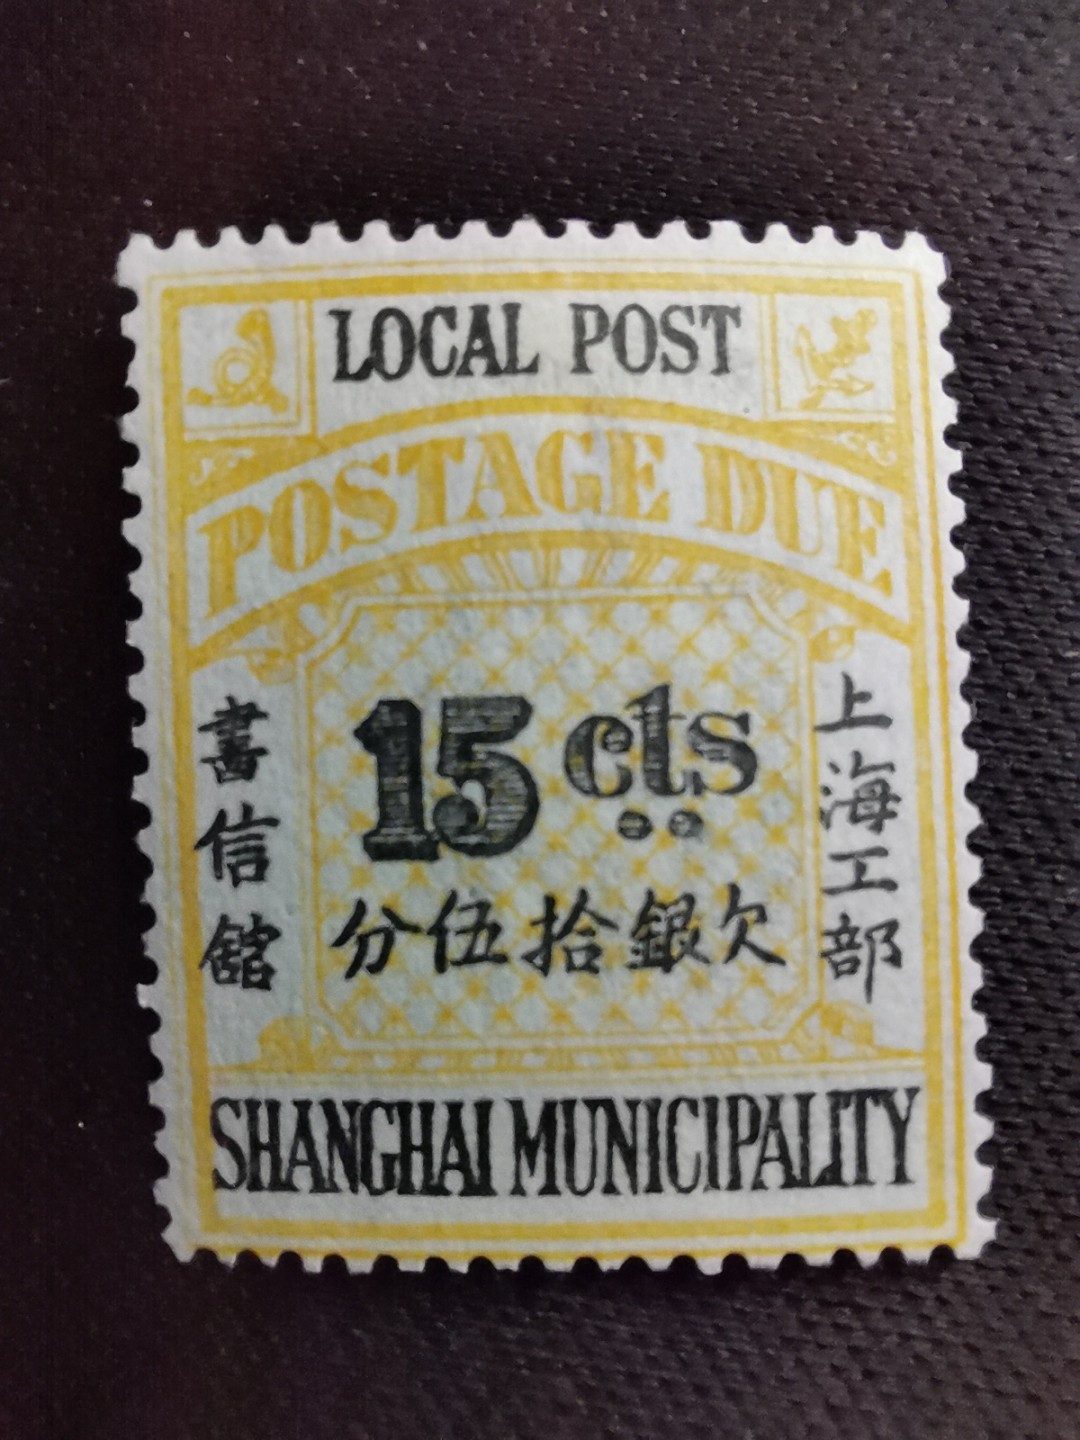 LOCAL POST
POSTAGE DUE
15 cts
欠銀拾伍分
上海工部
書信館
SHANGHAI MUNICIPALITY